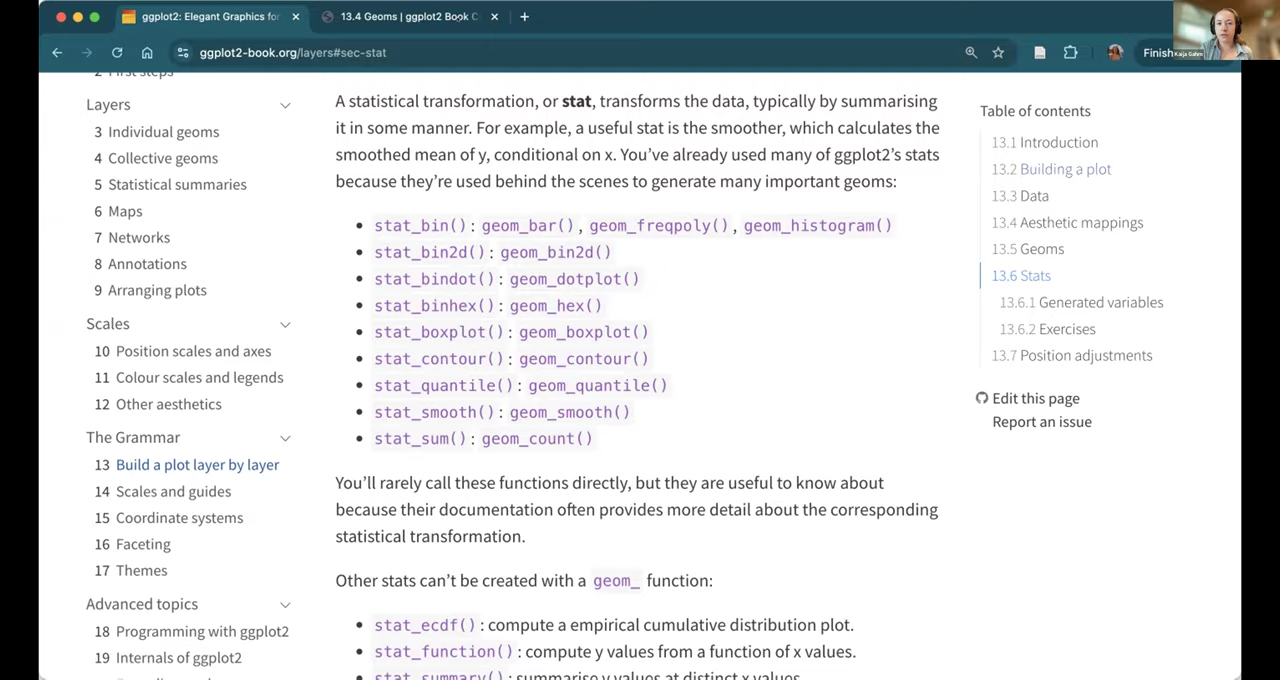 ggplot2: Elegant Graphics for
13.4 Geoms | ggplot2 Book C
ggplot2-book.org/layers#sec-stat
Finish
Kaija Gahm
2 First steps
Layers
3 Individual geoms
4 Collective geoms
5 Statistical summaries
6 Maps
7 Networks
8 Annotations
9 Arranging plots
Scales
10 Position scales and axes
11 Colour scales and legends
12 Other aesthetics
The Grammar
13 Build a plot layer by layer
14 Scales and guides
15 Coordinate systems
16 Faceting
17 Themes
Advanced topics
18 Programming with ggplot2
19 Internals of ggplot2
A statistical transformation, or stat, transforms the data, typically by summarising
it in some manner. For example, a useful stat is the smoother, which calculates the
smoothed mean of y, conditional on x. You've already used many of ggplot2's stats
because they're used behind the scenes to generate many important geoms:
• stat_bin(): geom_bar(), geom_freqpoly(), geom_histogram()
• stat_bin2d(): geom_bin2d()
• stat_bindot(): geom_dotplot()
• stat_binhex(): geom_hex()
• stat_boxplot(): geom_boxplot()
• stat_contour(): geom_contour()
• stat_quantile(): geom_quantile()
• stat_smooth(): geom_smooth()
• stat_sum(): geom_count()
You'll rarely call these functions directly, but they are useful to know about
because their documentation often provides more detail about the corresponding
statistical transformation.
Other stats can't be created with a geom_ function:
• stat_ecdf(): compute a empirical cumulative distribution plot.
• stat_function(): compute y values from a function of x values.
• stat_summary(): summarise y values at distinct x values.
Table of contents
13.1 Introduction
13.2 Building a plot
13.3 Data
13.4 Aesthetic mappings
13.5 Geoms
13.6 Stats
13.6.1 Generated variables
13.6.2 Exercises
13.7 Position adjustments
Edit this page
Report an issue